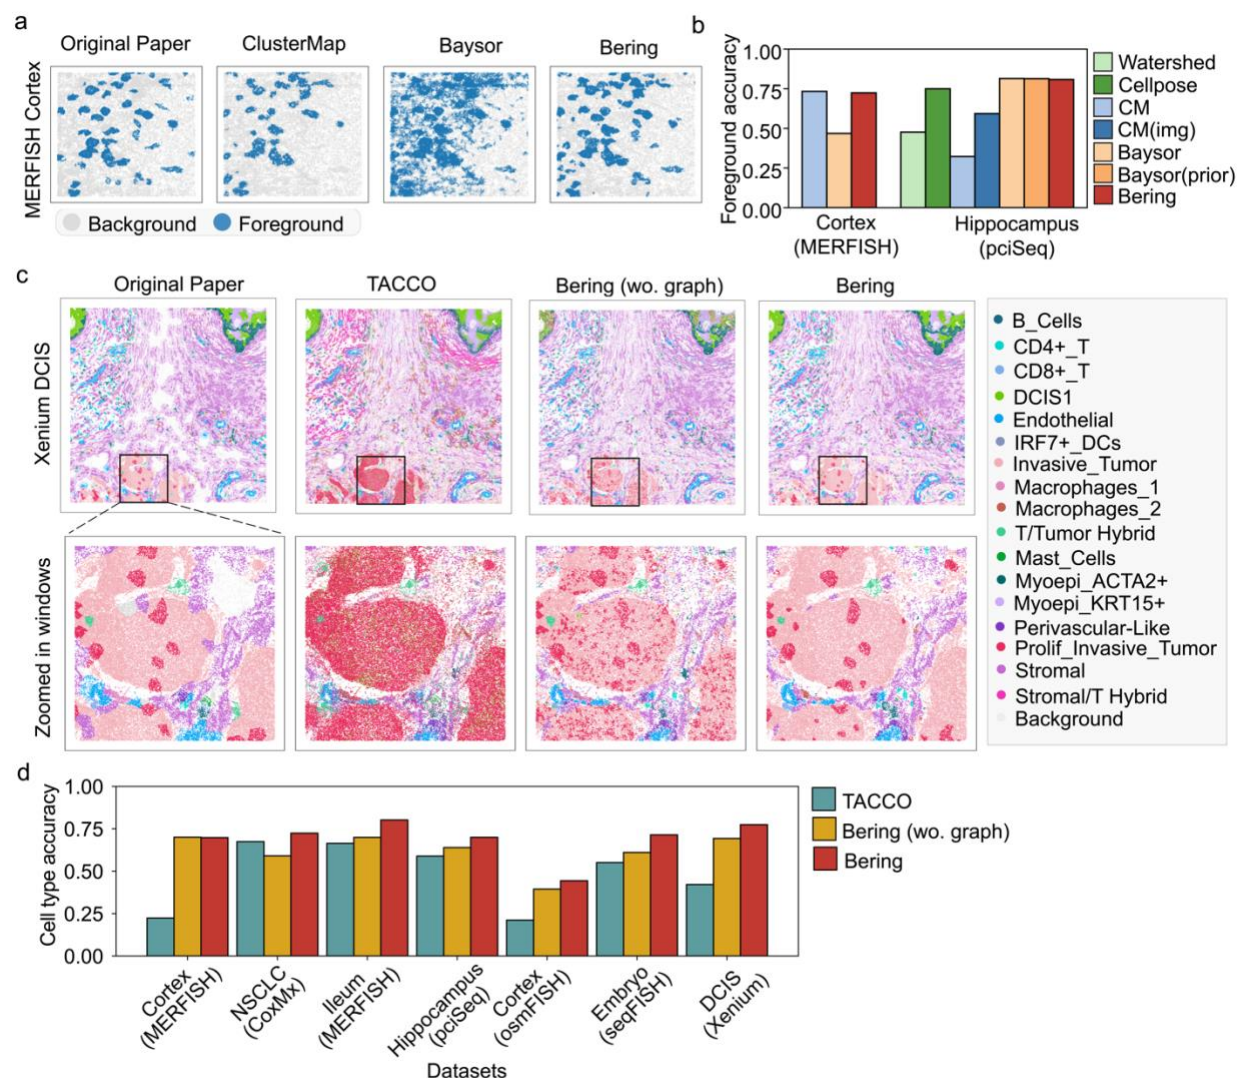 a
Original Paper
ClusterMap
Baysor
Bering
MERFISH Cortex
Background
Foreground
b
Foreground accuracy
1.00
0.75
0.50
0.25
0.00
Cortex
(MERFISH)
Hippocampus
(pciSeq)
Watershed
Cellpose
CM
CM(img)
Baysor
Baysor(prior)
Bering
c
Original Paper
TACCO
Bering (wo. graph)
Bering
Xenium DCIS
Zoomed in windows
B_Cells
CD4+_T
CD8+_T
DCIS1
Endothelial
IRF7+_DCs
Invasive_Tumor
Macrophages_1
Macrophages_2
T/Tumor Hybrid
Mast_Cells
Myoepi_ACTA2+
Myoepi_KRT15+
Perivascular-Like
Prolif_Invasive_Tumor
Stromal
Stromal/T Hybrid
Background
d
Cell type accuracy
1.00
0.75
0.50
0.25
0.00
Cortex
(MERFISH)
NSCLC
(CoxMx)
Ileum
(MERFISH)
Hippocampus
(pciSeq)
Cortex
(osmFISH)
Embryo
(seqFISH)
DCIS
(Xenium)
Datasets
TACCO
Bering (wo. graph)
Bering